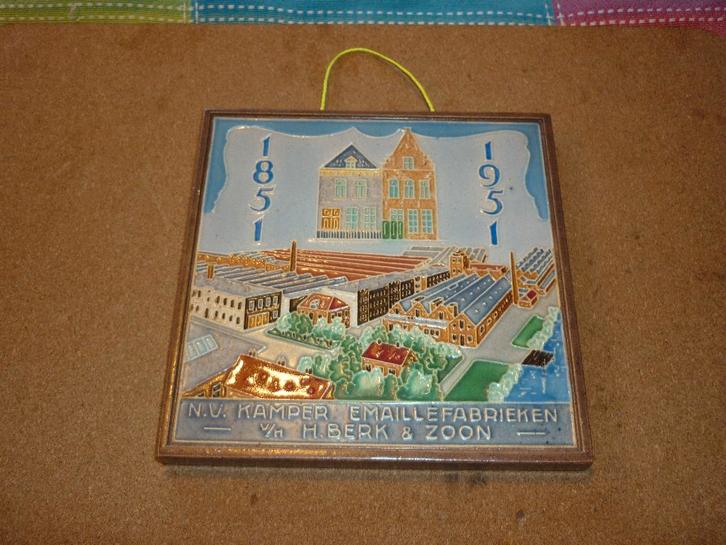 1851
1951
N.V. KAMPER EMAILLEFABRIEKEN
V/H H. BERK & ZOON